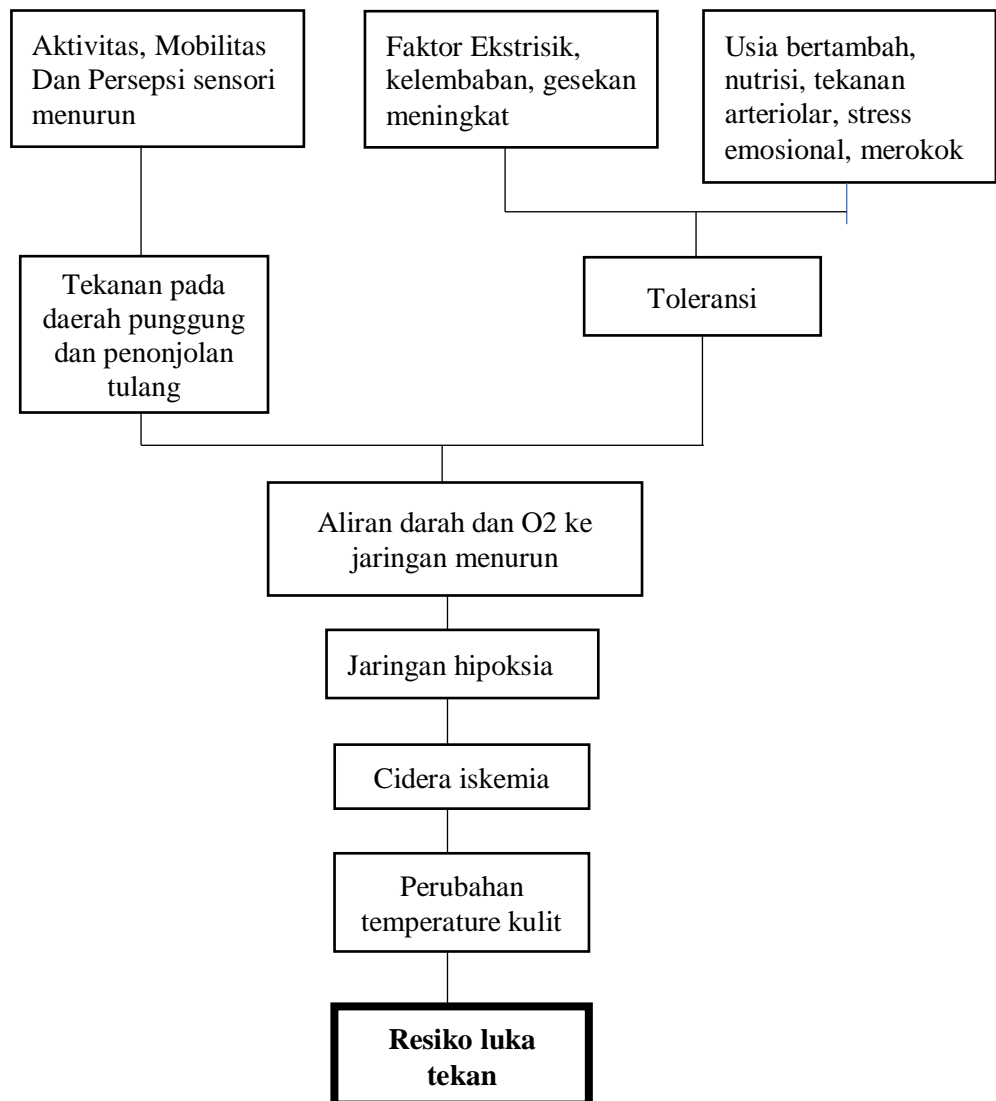 Aktivitas, Mobilitas
Dan Persepsi sensori
menurun
Faktor Ekstrisik,
kelembaban, gesekan
meningkat
Usia bertambah,
nutrisi, tekanan
arteriolar, stress
emosional, merokok
Tekanan pada
daerah punggung
dan penonjolan
tulang
Toleransi
Aliran darah dan O2 ke
jaringan menurun
Jaringan hipoksia
Cidera iskemia
Perubahan
temperature kulit
Resiko luka
tekan